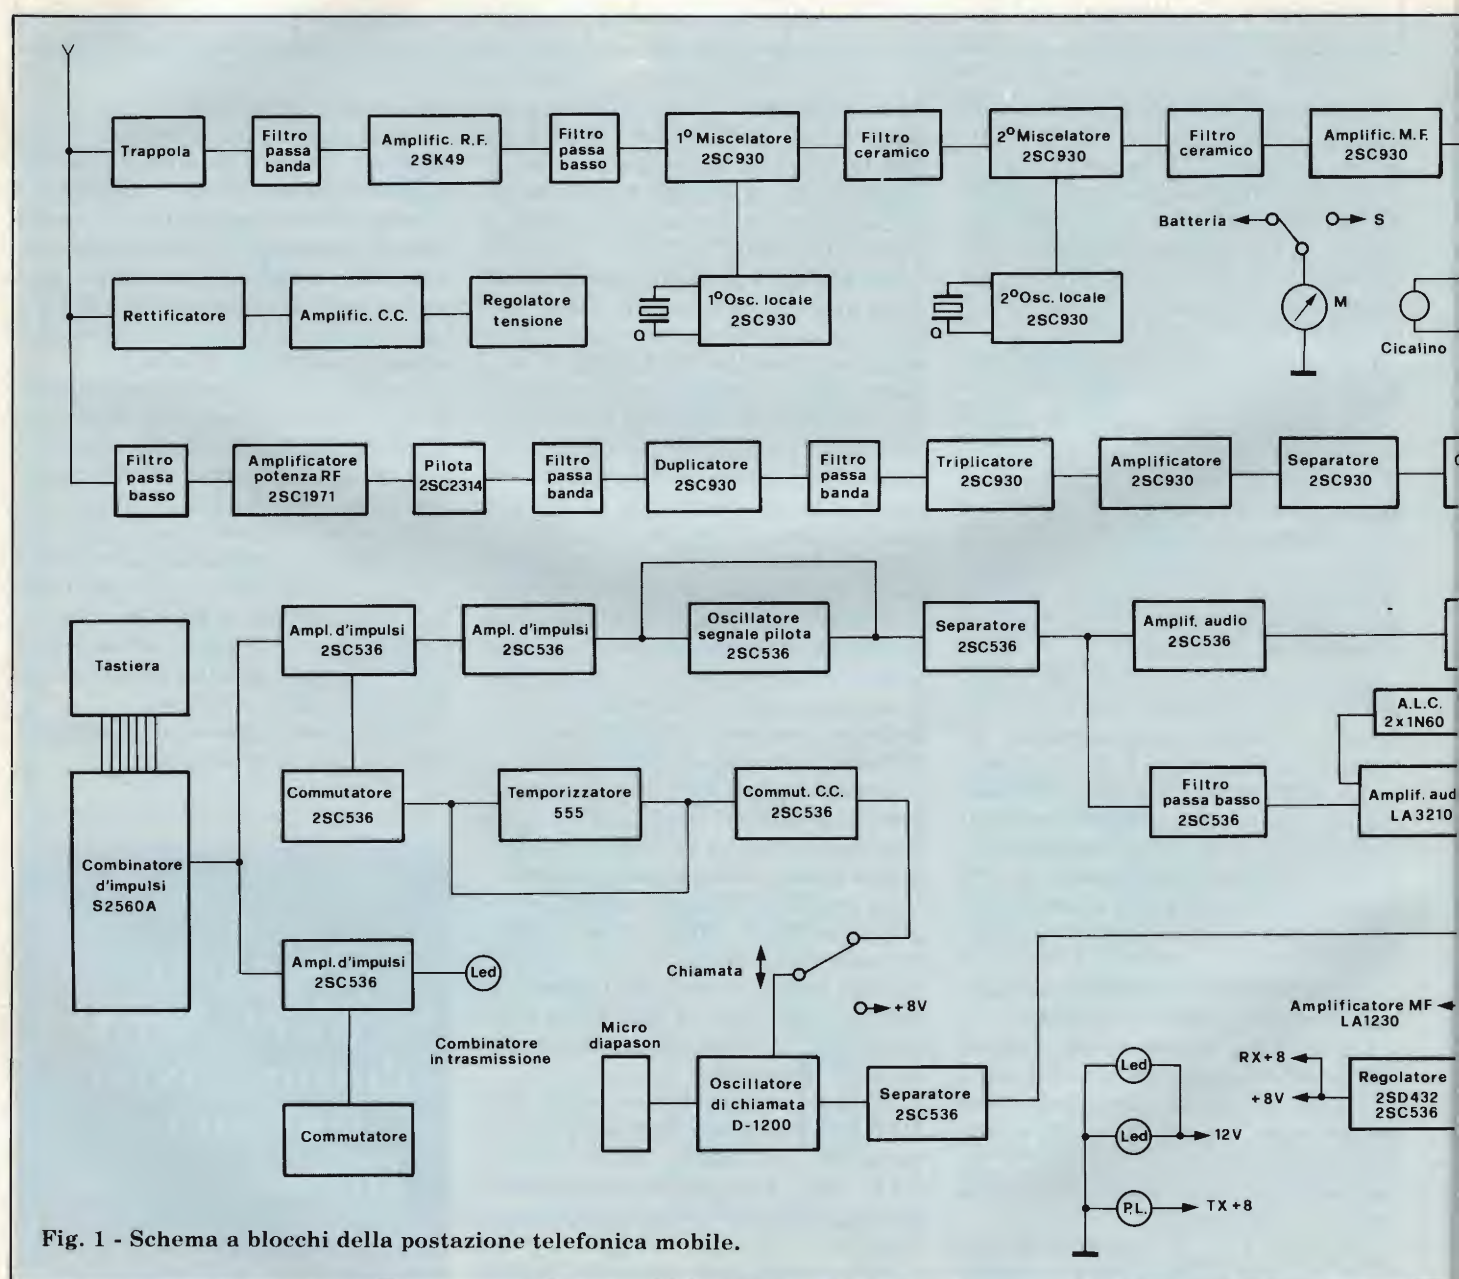 Trappola
Filtro
passa
banda
Amplific. R.F.
2SK49
Filtro
passa
basso
1º Miscelatore
2SC930
Filtro
ceramico
2º Miscelatore
2SC930
Filtro
ceramico
Amplific. M.F.
2SC930
Batteria
S
Rettificatore
Amplific. C.C.
Regolatore
tensione
Q
1º Osc. locale
2SC930
Q
2º Osc. locale
2SC930
M
Cicalino
Filtro
passa
basso
Amplificatore
potenza RF
2SC1971
Pilota
2SC2314
Filtro
passa
banda
Duplicatore
2SC930
Filtro
passa
banda
Triplicatore
2SC930
Amplificatore
2SC930
Separatore
2SC930
Tastiera
Ampl. d'impulsi
2SC536
Ampl. d'impulsi
2SC536
Oscillatore
segnale pilota
2SC536
Separatore
2SC536
Amplif. audio
2SC536
A.L.C.
2x1N60
Combinatore
d'impulsi
S2560A
Commutatore
2SC536
Temporizzatore
555
Commut. C.C.
2SC536
Filtro
passa basso
2SC536
Amplif. aud
LA3210
Ampl. d'impulsi
2SC536
Led
Chiamata
+8V
Combinatore
in trasmissione
Commutatore
Micro
diapason
Oscillatore
di chiamata
D-1200
Separatore
2SC536
Amplificatore MF
LA1230
Led
RX+8
+8V
Regolatore
2SD432
2SC536
Led
12V
P.L.
TX+8
Fig. 1 - Schema a blocchi della postazione telefonica mobile.